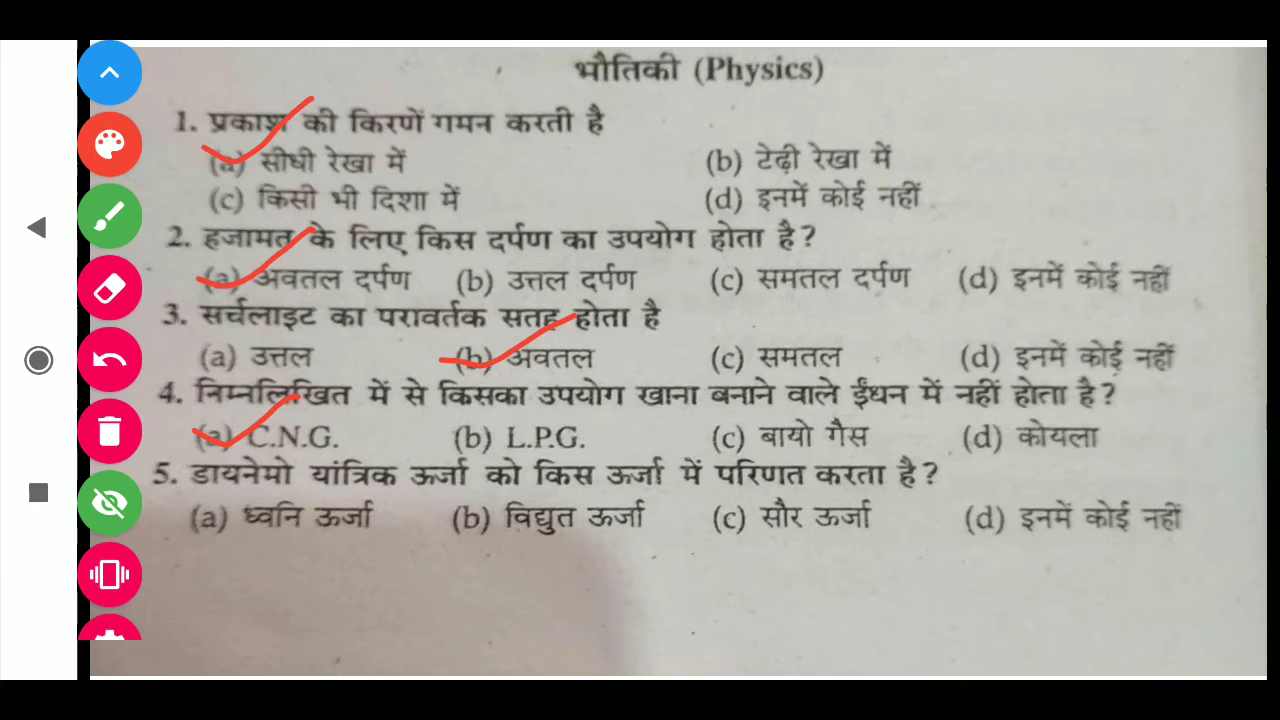 भौतिकी (Physics)
1. प्रकाश की किरणें गमन करती है
(a) सीधी रेखा में (b) टेढ़ी रेखा में
(c) किसी भी दिशा में (d) इनमें कोई नहीं
2. हजामत के लिए किस दर्पण का उपयोग होता है?
(a) अवतल दर्पण (b) उत्तल दर्पण (c) समतल दर्पण (d) इनमें कोई नहीं
3. सर्चलाइट का परावर्तक सतह होता है
(a) उत्तल (b) अवतल (c) समतल (d) इनमें कोई नहीं
4. निम्नलिखित में से किसका उपयोग खाना बनाने वाले ईंधन में नहीं होता है?
(a) C.N.G. (b) L.P.G. (c) बायो गैस (d) कोयला
5. डायनेमो यांत्रिक ऊर्जा को किस ऊर्जा में परिणत करता है?
(a) ध्वनि ऊर्जा (b) विद्युत ऊर्जा (c) सौर ऊर्जा (d) इनमें कोई नहीं